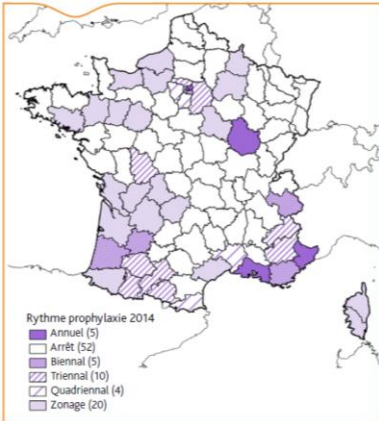 Rythme prophylaxie 2014
Annuel (5)
Arrêt (52)
Biennal (5)
Triennal (10)
Quadriennal (4)
Zonage (20)